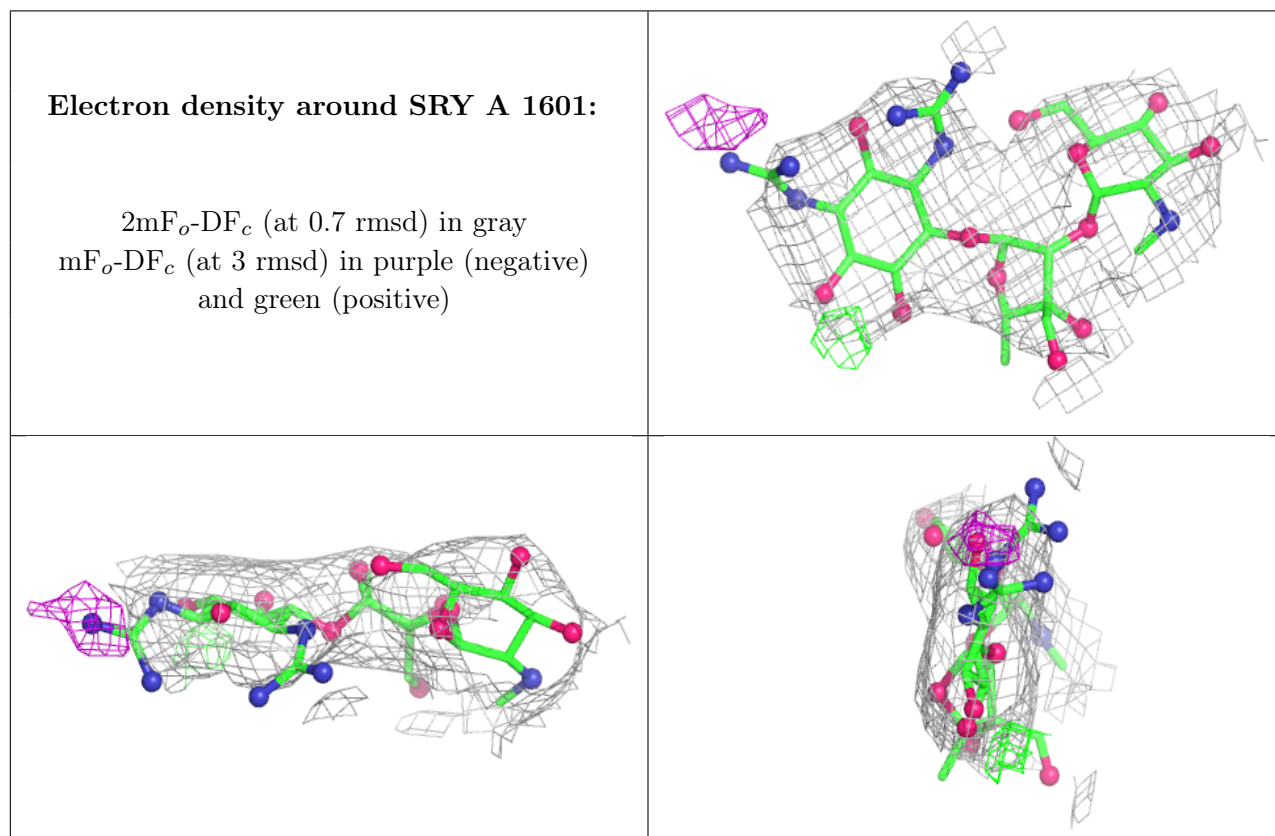 Electron density around SRY A 1601:
2mFo-DFc (at 0.7 rmsd) in gray
mFo-DFc (at 3 rmsd) in purple (negative)
and green (positive)